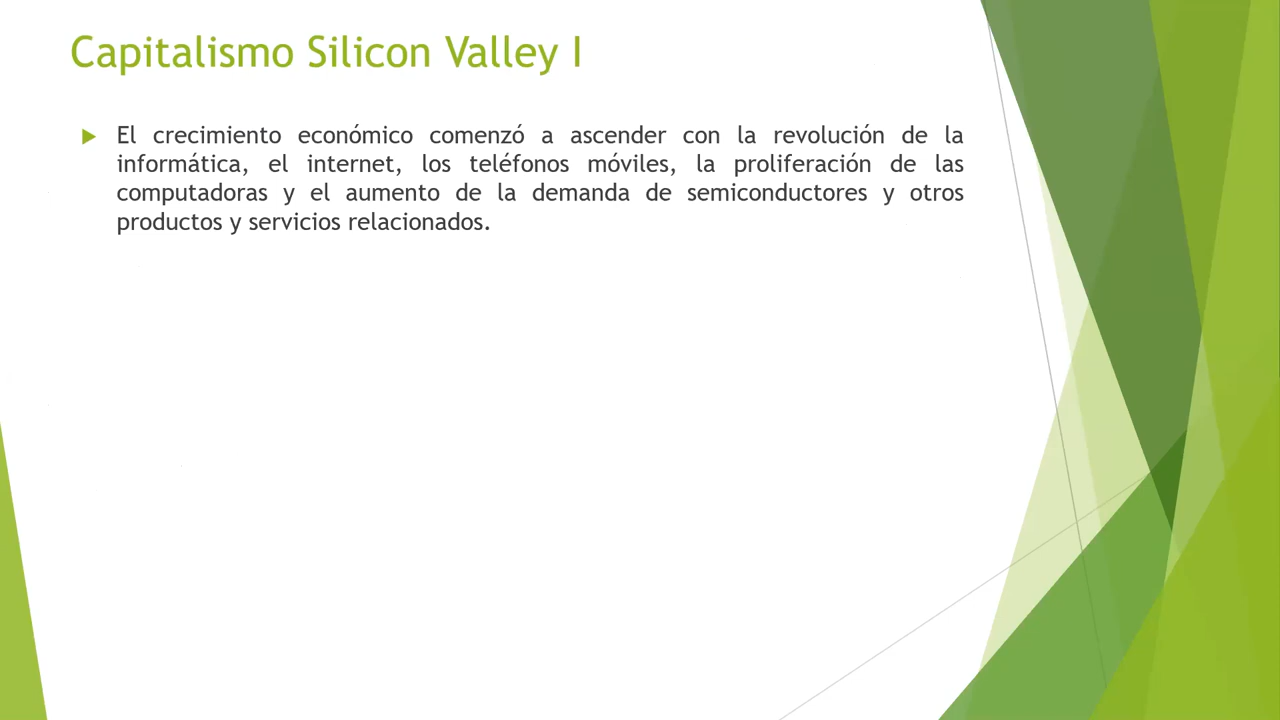 Capitalismo Silicon Valley I
El crecimiento económico comenzó a ascender con la revolución de la
informática, el internet, los teléfonos móviles, la proliferación de las
computadoras y el aumento de la demanda de semiconductores y otros
productos y servicios relacionados.